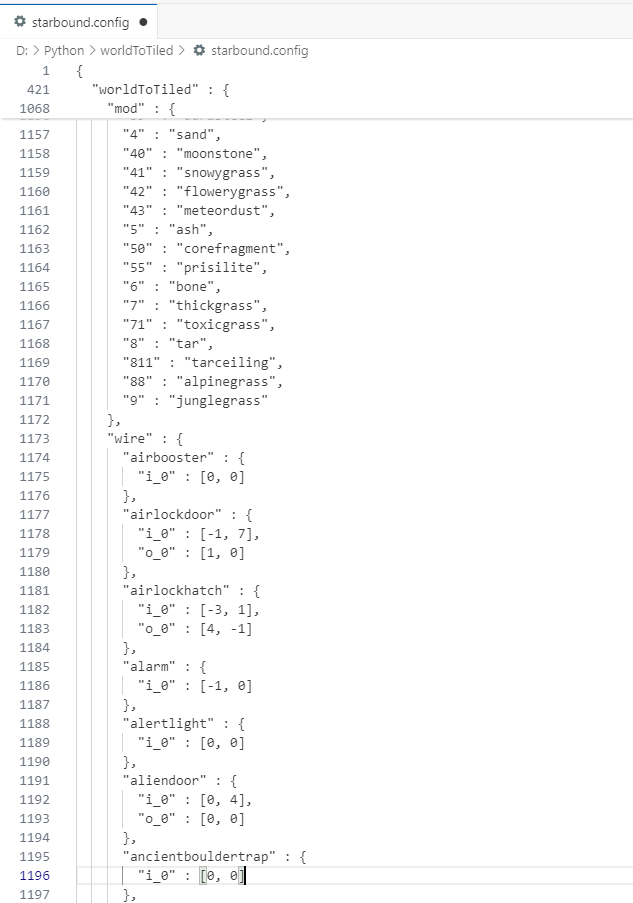 starbound.config ●
D: > Python > worldToTiled > starbound.config
1 {
421 "worldToTiled" : {
1068 "mod" : {
1157 "4" : "sand",
1158 "40" : "moonstone",
1159 "41" : "snowygrass",
1160 "42" : "flowerygrass",
1161 "43" : "meteordust",
1162 "5" : "ash",
1163 "50" : "corefragment",
1164 "55" : "prisilite",
1165 "6" : "bone",
1166 "7" : "thickgrass",
1167 "71" : "toxicgrass",
1168 "8" : "tar",
1169 "811" : "tarceiling",
1170 "88" : "alpinegrass",
1171 "9" : "junglegrass"
1172 },
1173 "wire" : {
1174 "airbooster" : {
1175 "i_0" : [0, 0]
1176 },
1177 "airlockdoor" : {
1178 "i_0" : [-1, 7],
1179 "o_0" : [1, 0]
1180 },
1181 "airlockhatch" : {
1182 "i_0" : [-3, 1],
1183 "o_0" : [4, -1]
1184 },
1185 "alarm" : {
1186 "i_0" : [-1, 0]
1187 },
1188 "alertlight" : {
1189 "i_0" : [0, 0]
1190 },
1191 "aliendoor" : {
1192 "i_0" : [0, 4],
1193 "o_0" : [0, 0]
1194 },
1195 "ancientbouldertrap" : {
1196 "i_0" : [0, 0]
1197 },